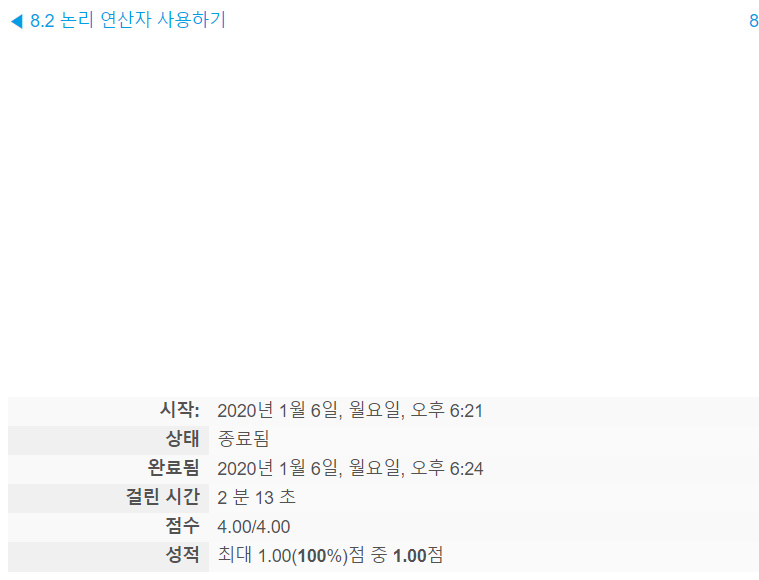 ◀ 8.2 논리 연산자 사용하기 8
시작: 2020년 1월 6일, 월요일, 오후 6:21
상태 종료됨
완료됨 2020년 1월 6일, 월요일, 오후 6:24
걸린 시간 2 분 13 초
점수 4.00/4.00
성적 최대 1.00(100%)점 중 1.00점